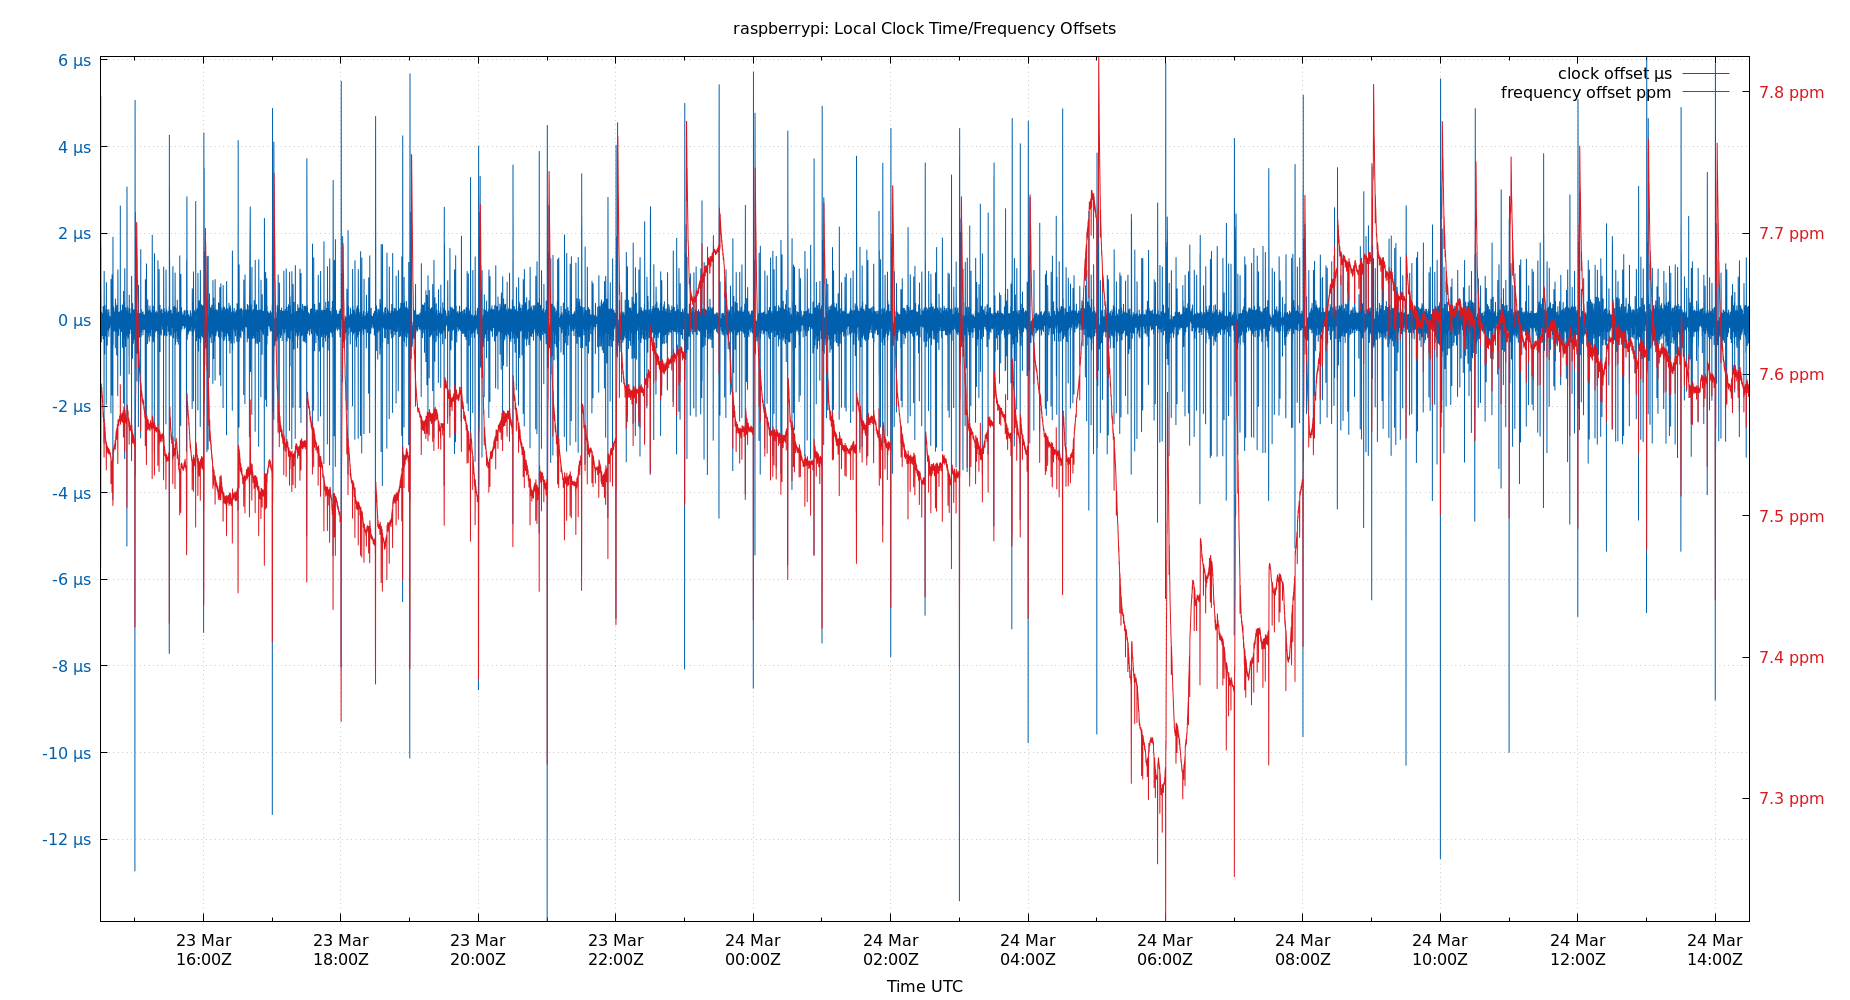 raspberrypi: Local Clock Time/Frequency Offsets
clock offset µs
frequency offset ppm
6 µs
4 µs
2 µs
0 µs
-2 µs
-4 µs
-6 µs
-8 µs
-10 µs
-12 µs
7.8 ppm
7.7 ppm
7.6 ppm
7.5 ppm
7.4 ppm
7.3 ppm
23 Mar 23 Mar 23 Mar 23 Mar 24 Mar 24 Mar 24 Mar 24 Mar 24 Mar 24 Mar 24 Mar 24 Mar
16:00Z 18:00Z 20:00Z 22:00Z 00:00Z 02:00Z 04:00Z 06:00Z 08:00Z 10:00Z 12:00Z 14:00Z
Time UTC